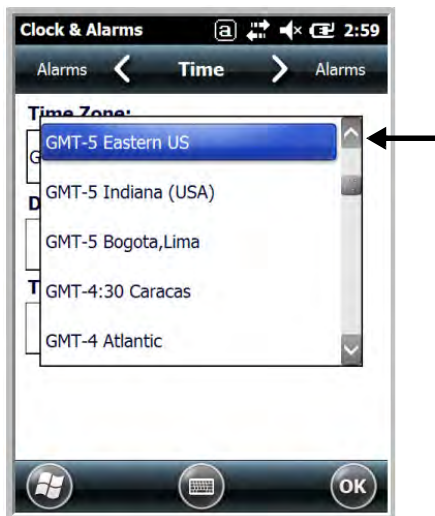 Clock & Alarms a 2:59
Alarms Time Alarms
Time Zone:
G
GMT-5 Eastern US
GMT-5 Indiana (USA)
D
GMT-5 Bogota,Lima
T
GMT-4:30 Caracas
GMT-4 Atlantic
OK